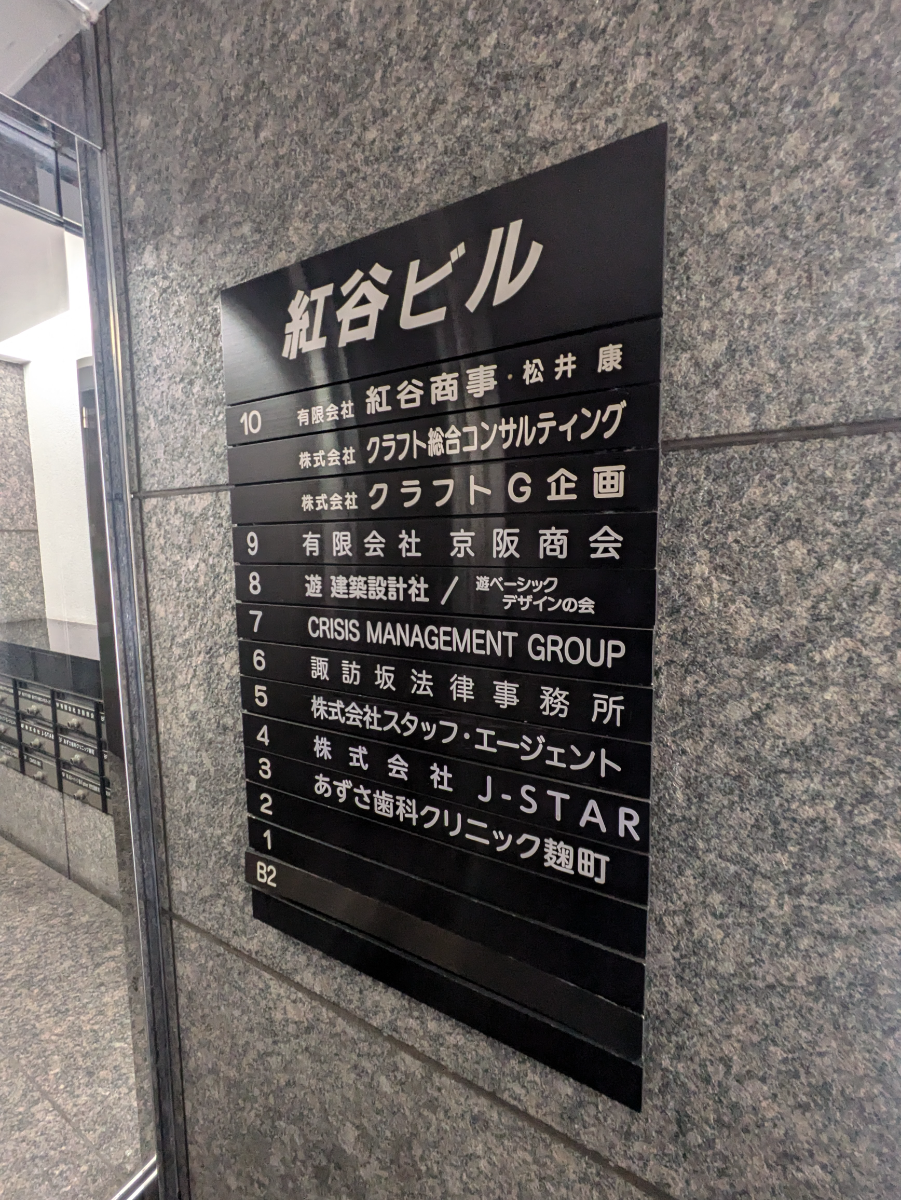 紅谷ビル
10 有限会社 紅谷商事・松井 康
株式会社 クラフト総合コンサルティング
株式会社 クラフトG企画
9 有限会社 京阪商会
8 遊 建築設計社 / 遊ベーシック
デザインの会
7 CRISIS MANAGEMENT GROUP
6 諏訪坂法律事務所
5 株式会社スタッフ・エージェント
4 株式会社 J-STAR
3 あずさ歯科クリニック麹町
2
1
B2